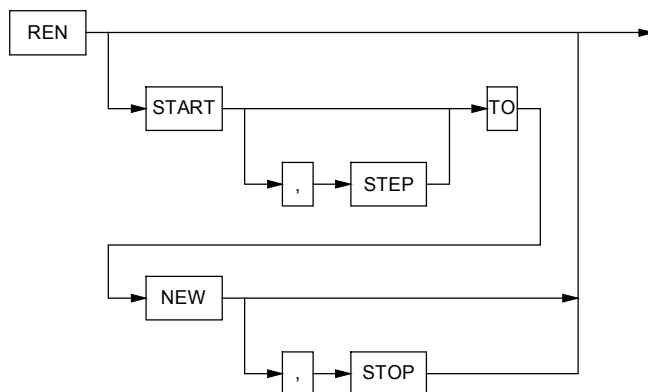 REN
START TO
, STEP
NEW
, STOP